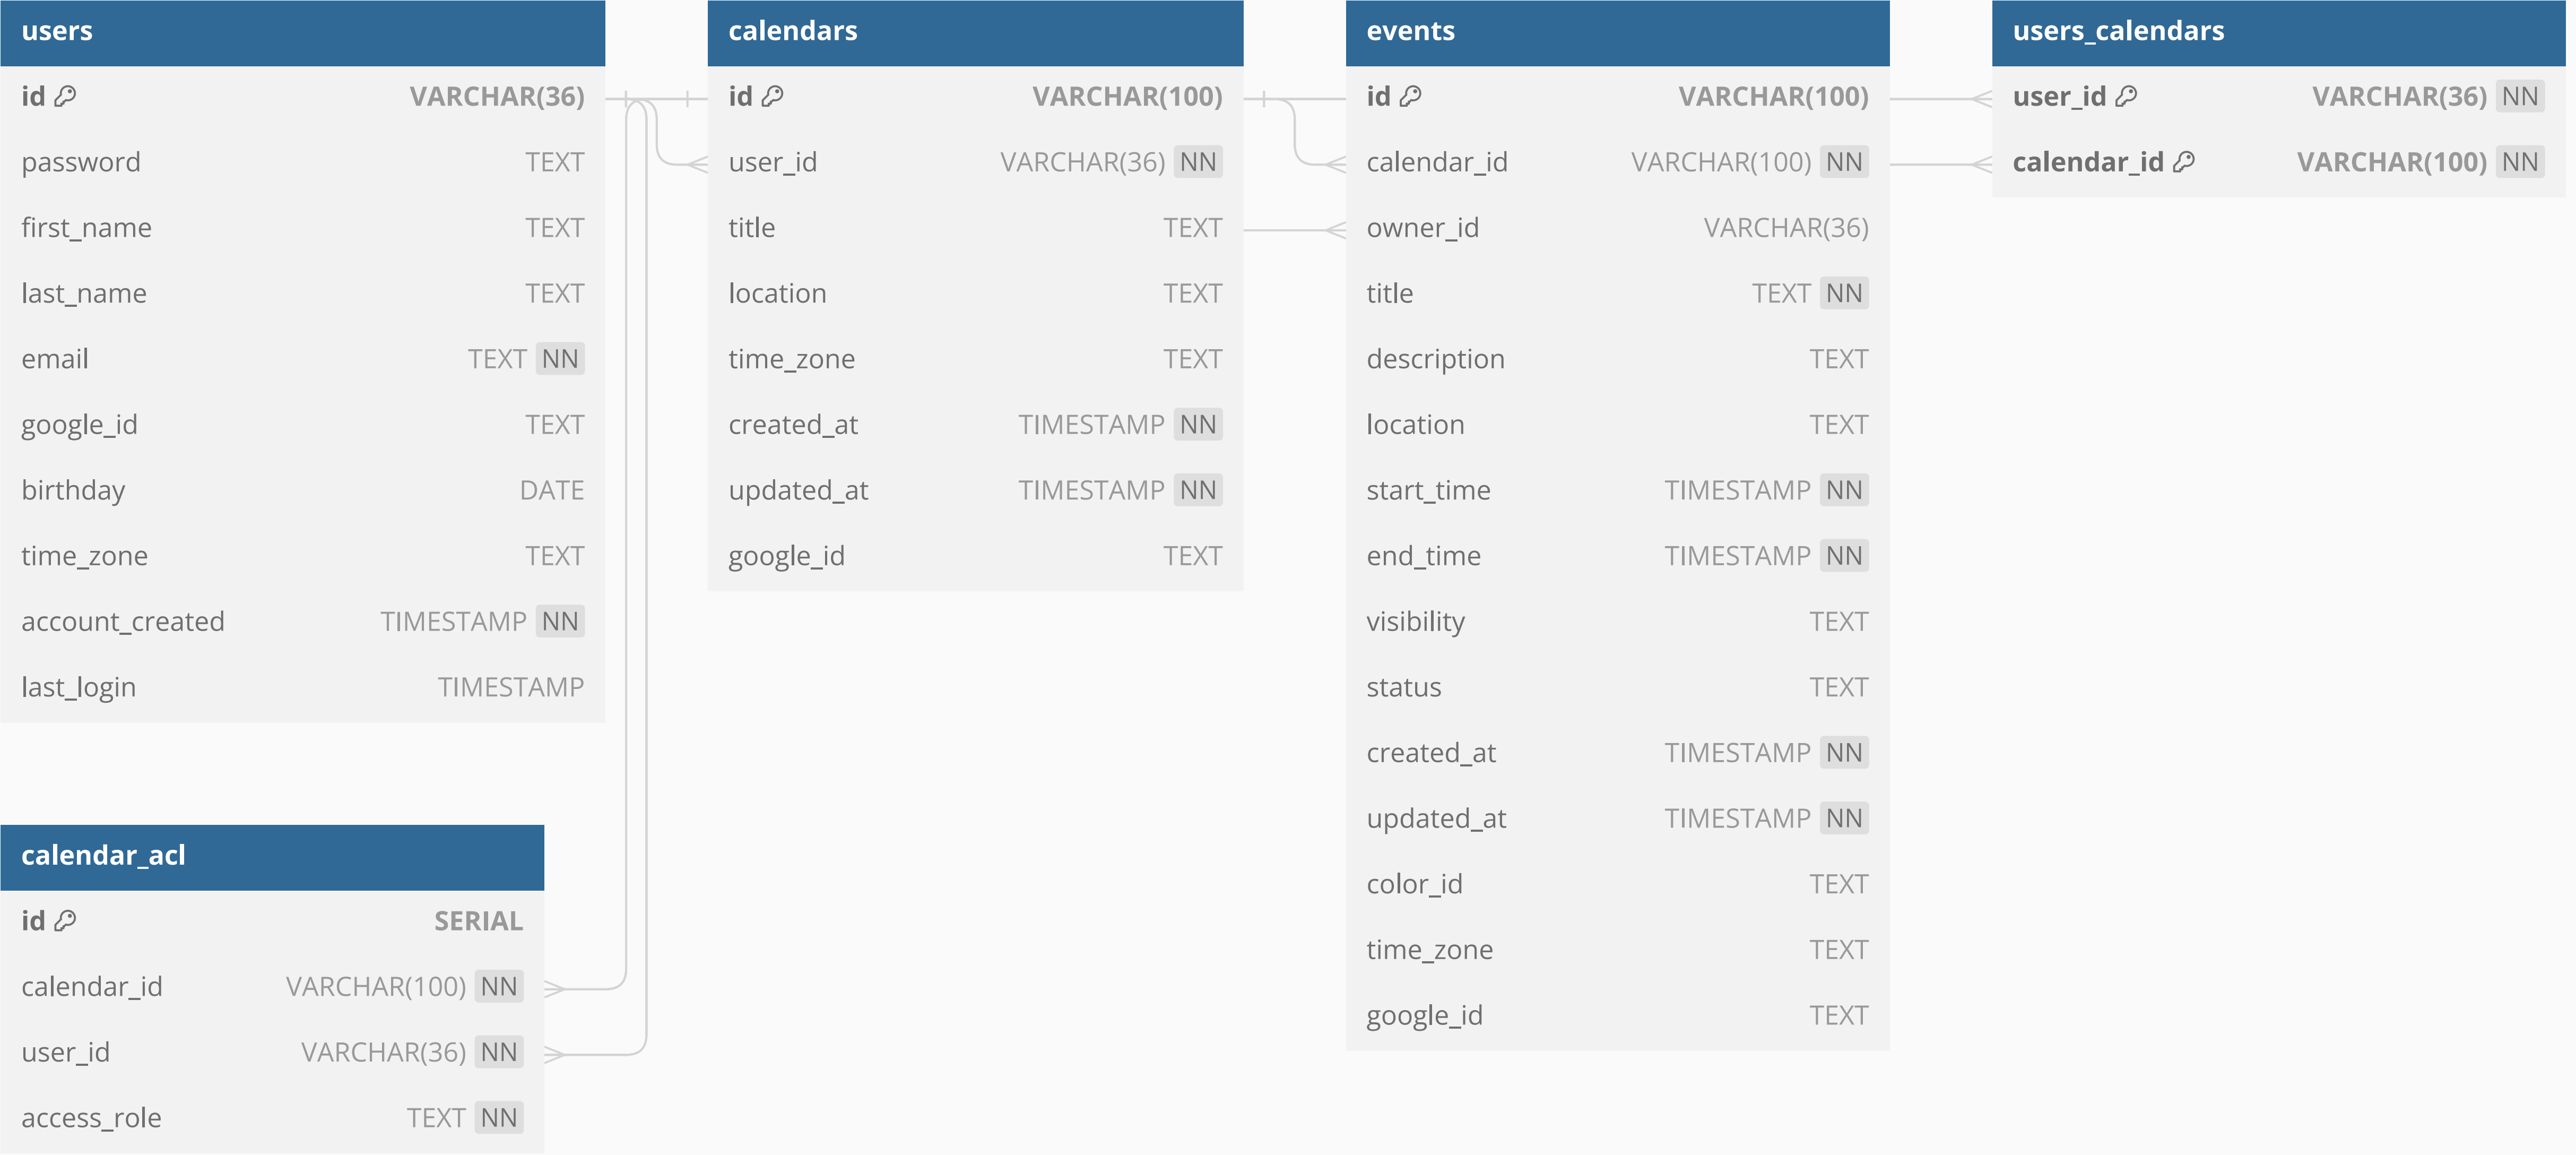 users
id VARCHAR(36)
password TEXT
first_name TEXT
last_name TEXT
email TEXT NN
google_id TEXT
birthday DATE
time_zone TEXT
account_created TIMESTAMP NN
last_login TIMESTAMP
calendar_acl
id SERIAL
calendar_id VARCHAR(100) NN
user_id VARCHAR(36) NN
access_role TEXT NN
calendars
id VARCHAR(100)
user_id VARCHAR(36) NN
title TEXT
location TEXT
time_zone TEXT
created_at TIMESTAMP NN
updated_at TIMESTAMP NN
google_id TEXT
events
id VARCHAR(100)
calendar_id VARCHAR(100) NN
owner_id VARCHAR(36)
title TEXT NN
description TEXT
location TEXT
start_time TIMESTAMP NN
end_time TIMESTAMP NN
visibility TEXT
status TEXT
created_at TIMESTAMP NN
updated_at TIMESTAMP NN
color_id TEXT
time_zone TEXT
google_id TEXT
users_calendars
user_id VARCHAR(36) NN
calendar_id VARCHAR(100) NN